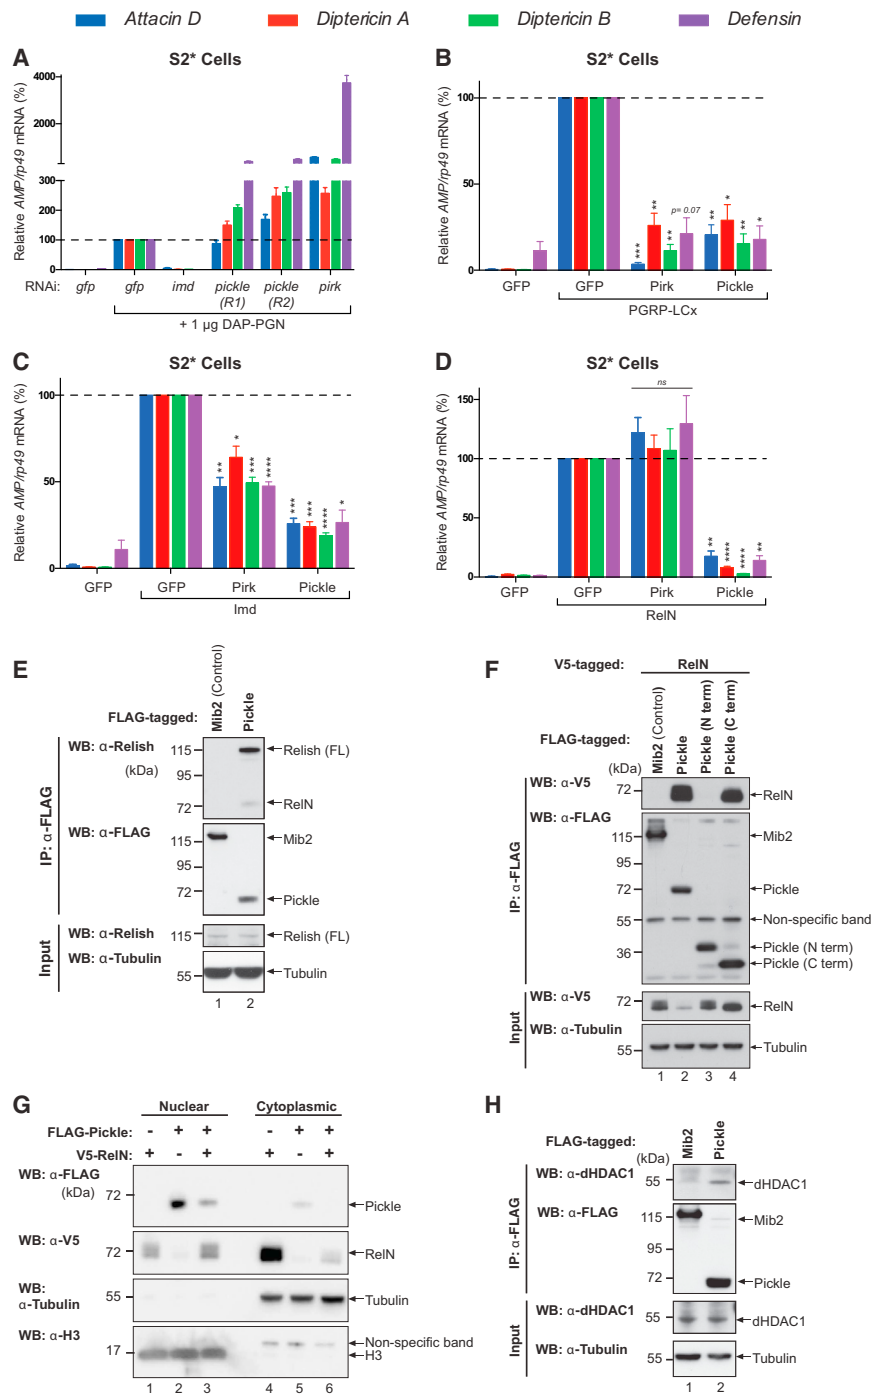 Attacin D Diptericin A Diptericin B Defensin
A
S2* Cells
Relative AMP/rp49 mRNA (%)
4000
2000
300
200
100
0
RNAi: gfp gfp imd pickle (R1) pickle (R2) pirk
+ 1 µg DAP-PGN
B
S2* Cells
Relative AMP/rp49 mRNA (%)
100
50
0
*** ** ** p= 0.07 ** * ** *
GFP GFP Pirk Pickle
PGRP-LCx
C
S2* Cells
Relative AMP/rp49 mRNA (%)
100
50
0
** * *** **** *** *** **** *
GFP GFP Pirk Pickle
Imd
D
S2* Cells
Relative AMP/rp49 mRNA (%)
150
100
50
0
ns
** **** **** **
GFP GFP Pirk Pickle
RelN
E
FLAG-tagged: Mib2 (Control) Pickle
IP: α-FLAG
WB: α-Relish 115 Relish (FL)
(kDa) 95
72 RelN
WB: α-FLAG 115 Mib2
95
72 Pickle
Input
WB: α-Relish 115 Relish (FL)
WB: α-Tubulin
55 Tubulin
1 2
F
V5-tagged: RelN
FLAG-tagged: Mib2 (Control) Pickle Pickle (N term) Pickle (C term)
(kDa)
IP: α-FLAG
WB: α-V5 72 RelN
WB: α-FLAG
115 Mib2
95
72 Pickle
55 Non-specific band
36 Pickle (N term)
Pickle (C term)
Input
WB: α-V5 72 RelN
WB: α-Tubulin
55 Tubulin
1 2 3 4
G
Nuclear Cytoplasmic
FLAG-Pickle: - + + - + +
V5-RelN: + - + + - +
WB: α-FLAG
(kDa) 72 Pickle
WB: α-V5
72 RelN
WB: α-Tubulin 55 Tubulin
WB: α-H3 Non-specific band
17 H3
1 2 3 4 5 6
H
FLAG-tagged: Mib2 Pickle
(kDa)
IP: α-FLAG
WB: α-dHDAC1
55 dHDAC1
WB: α-FLAG 115 Mib2
95
72 Pickle
Input
WB: α-dHDAC1 55 dHDAC1
WB: α-Tubulin
55 Tubulin
1 2